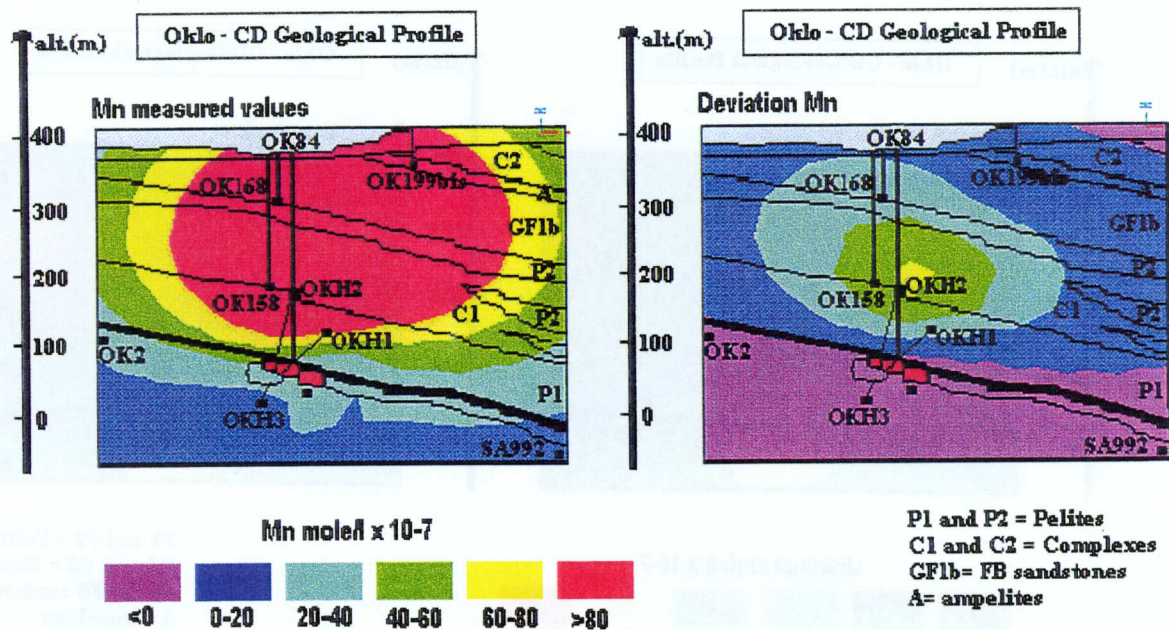 Oklo - CD Geological Profile
alt.(m)
Mn measured values
400
300
200
100
0
OK84
C2
OK199bis
OK168
A
GF1b
P2
OKH2
OK158
C1
P2
OKH1
OK2
P1
OKH3
SA992
Oklo - CD Geological Profile
alt.(m)
Deviation Mn
400
300
200
100
0
OK84
C2
OK199bis
OK168
A
GF1b
P2
OKH2
OK158
C1
P2
OKH1
OK2
P1
OKH3
SA992
Mn mole/l x 10-7
<0 0-20 20-40 40-60 60-80 >80
P1 and P2 = Pelites
C1 and C2 = Complexes
GF1b= FB sandstones
A= ampelites